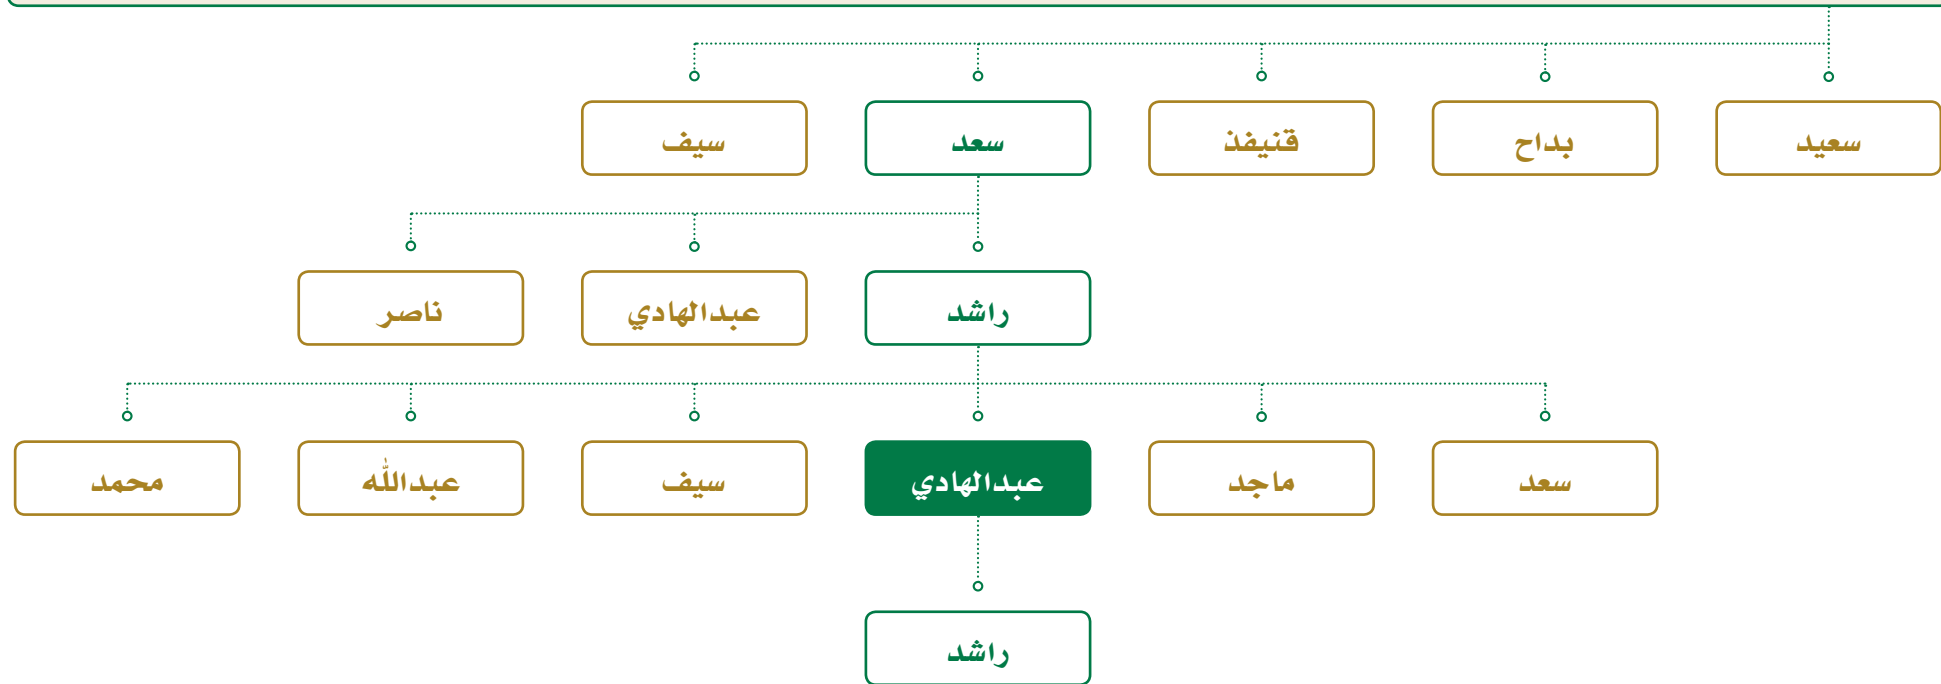 سعيد
بداح
قنيفذ
سعد
سيف
راشد
عبدالهادي
ناصر
سعد
ماجد
عبدالهادي
سيف
عبدالله
محمد
راشد